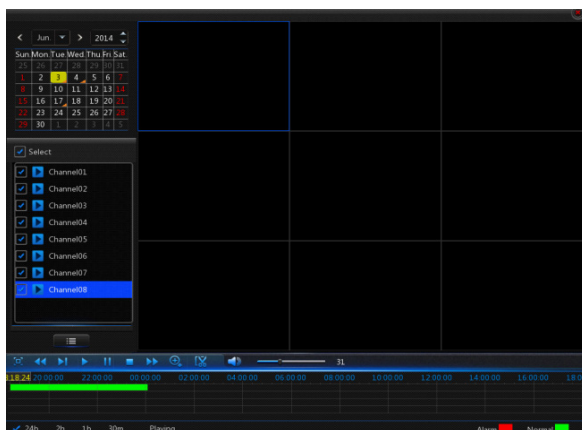 Jun. 2014
Sun Mon Tue Wed Thu Fri Sat
25 26 27 28 29 30 31
1 2 3 4 5 6 7
8 9 10 11 12 13 14
15 16 17 18 19 20 21
22 23 24 25 26 27 28
29 30 1 2 3 4 5
Select
Channel01
Channel02
Channel03
Channel04
Channel05
Channel06
Channel07
Channel08
31
18:24 20:00:00 22:00:00 00:00:00 02:00:00 04:00:00 06:00:00 08:00:00 10:00:00 12:00:00 14:00:00 16:00:00 18:0
24h 2h 1h 30m Playing Alarm Normal